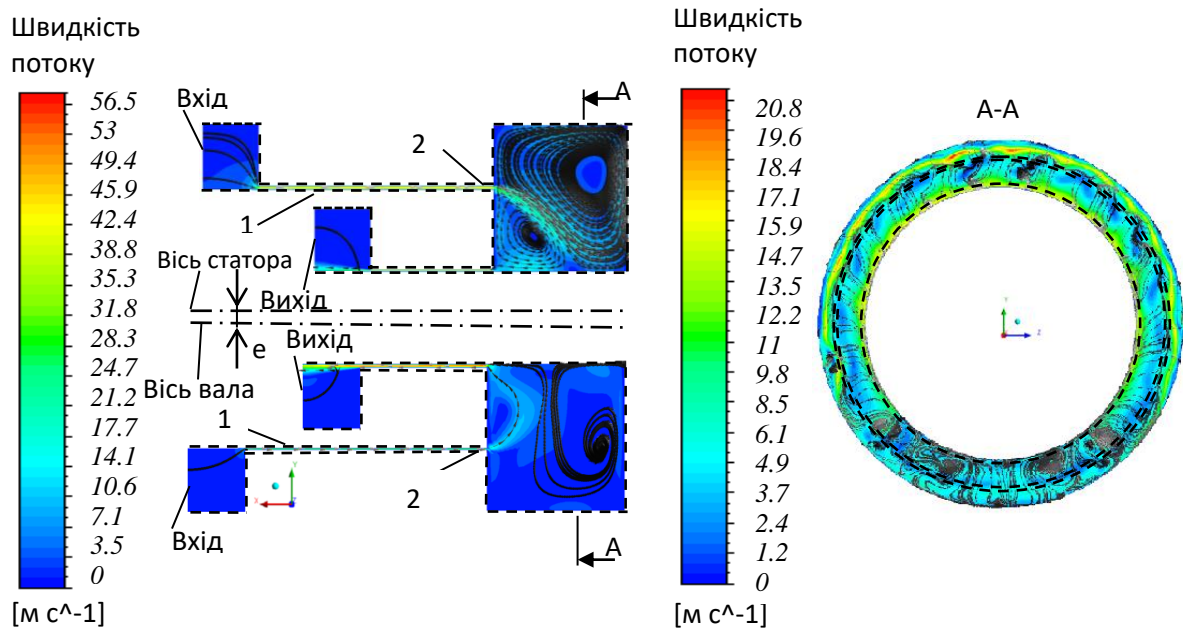 Швидкість
потоку
56.5
53
49.4
45.9
42.4
38.8
35.3
31.8
28.3
24.7
21.2
17.7
14.1
10.6
7.1
3.5
0
[м с^-1]
Вхід
А
2
1
Вісь статора
Вихід
Вихід
е
Вісь вала
1
2
Вхід
А
Y
X
Z
Швидкість
потоку
20.8
19.6
18.4
17.1
15.9
14.7
13.5
12.2
11
9.8
8.5
6.1
4.9
3.7
2.4
1.2
0
[м с^-1]
А-А
Y
Z